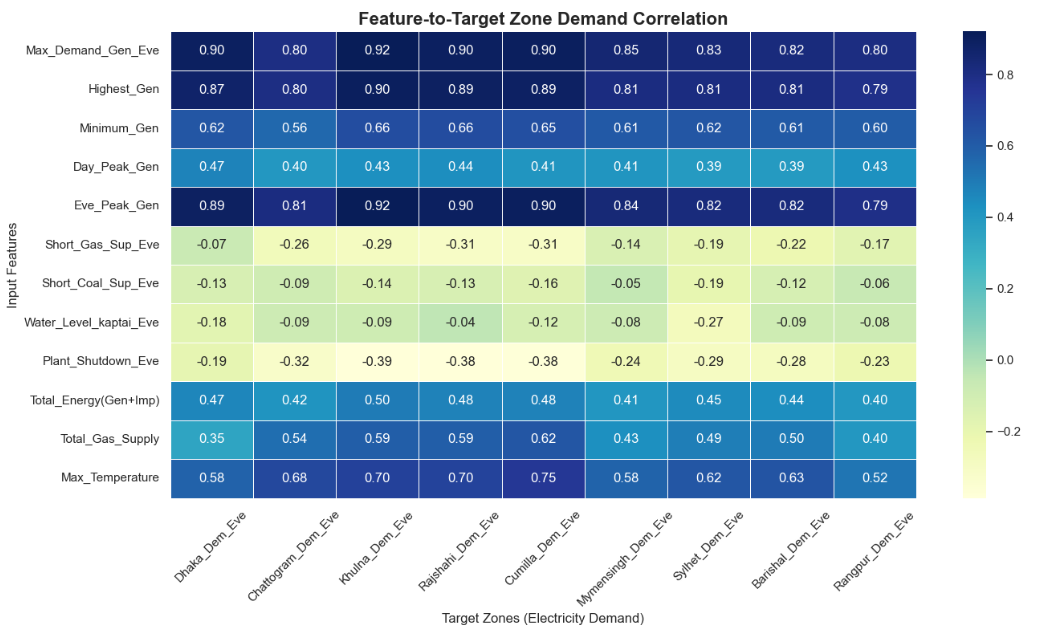 Feature-to-Target Zone Demand Correlation
Input Features
Max_Demand_Gen_Eve 0.90 0.80 0.92 0.90 0.90 0.85 0.83 0.82 0.80
Highest_Gen 0.87 0.80 0.90 0.89 0.89 0.81 0.81 0.81 0.79
Minimum_Gen 0.62 0.56 0.66 0.66 0.65 0.61 0.62 0.61 0.60
Day_Peak_Gen 0.47 0.40 0.43 0.44 0.41 0.41 0.39 0.39 0.43
Eve_Peak_Gen 0.89 0.81 0.92 0.90 0.90 0.84 0.82 0.82 0.79
Short_Gas_Sup_Eve -0.07 -0.26 -0.29 -0.31 -0.31 -0.14 -0.19 -0.22 -0.17
Short_Coal_Sup_Eve -0.13 -0.09 -0.14 -0.13 -0.16 -0.05 -0.19 -0.12 -0.06
Water_Level_kaptai_Eve -0.18 -0.09 -0.09 -0.04 -0.12 -0.08 -0.27 -0.09 -0.08
Plant_Shutdown_Eve -0.19 -0.32 -0.39 -0.38 -0.38 -0.24 -0.29 -0.28 -0.23
Total_Energy(Gen+Imp) 0.47 0.42 0.50 0.48 0.48 0.41 0.45 0.44 0.40
Total_Gas_Supply 0.35 0.54 0.59 0.59 0.62 0.43 0.49 0.50 0.40
Max_Temperature 0.58 0.68 0.70 0.70 0.75 0.58 0.62 0.63 0.52
Dhaka_Dem_Eve
Chattogram_Dem_Eve
Khulna_Dem_Eve
Rajshahi_Dem_Eve
Cumilla_Dem_Eve
Mymensingh_Dem_Eve
Sylhet_Dem_Eve
Barishal_Dem_Eve
Rangpur_Dem_Eve
Target Zones (Electricity Demand)
0.8
0.6
0.4
0.2
0.0
−0.2